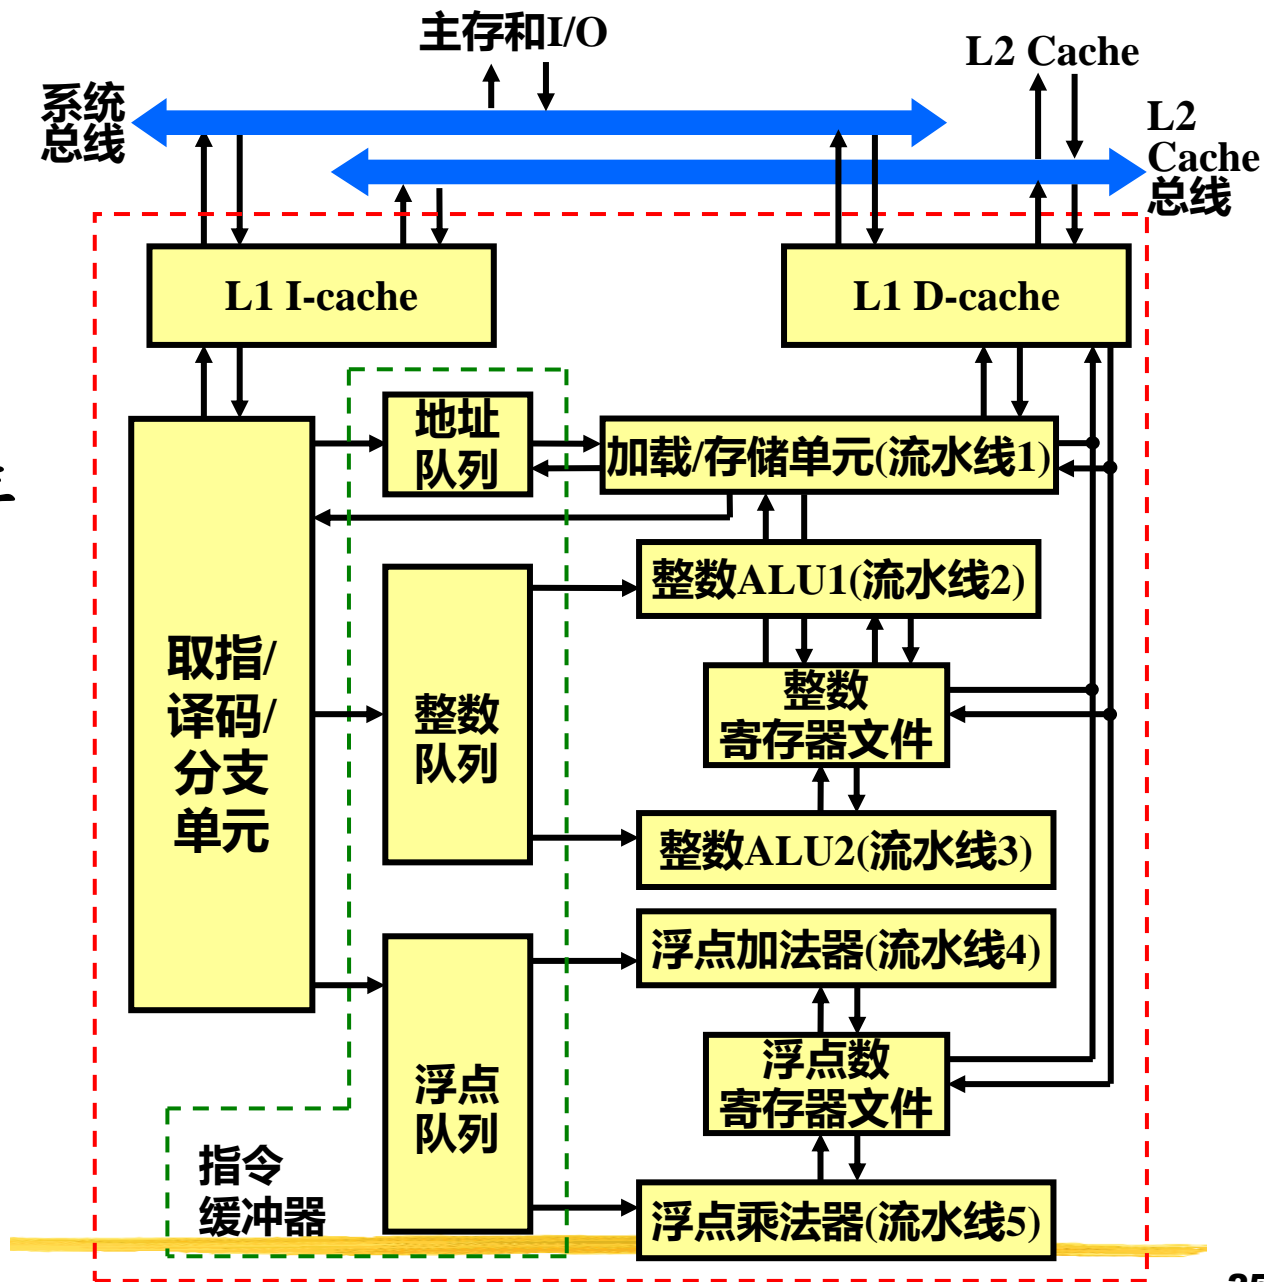 主存和I/O
L2 Cache
系统
总线
L2
Cache
总线
L1 I-cache
L1 D-cache
地址
队列
加载/存储单元(流水线1)
整数ALU1(流水线2)
取指/
译码/
分支
单元
整数
队列
整数
寄存器文件
整数ALU2(流水线3)
浮点加法器(流水线4)
浮点
队列
浮点数
寄存器文件
指令
缓冲器
浮点乘法器(流水线5)